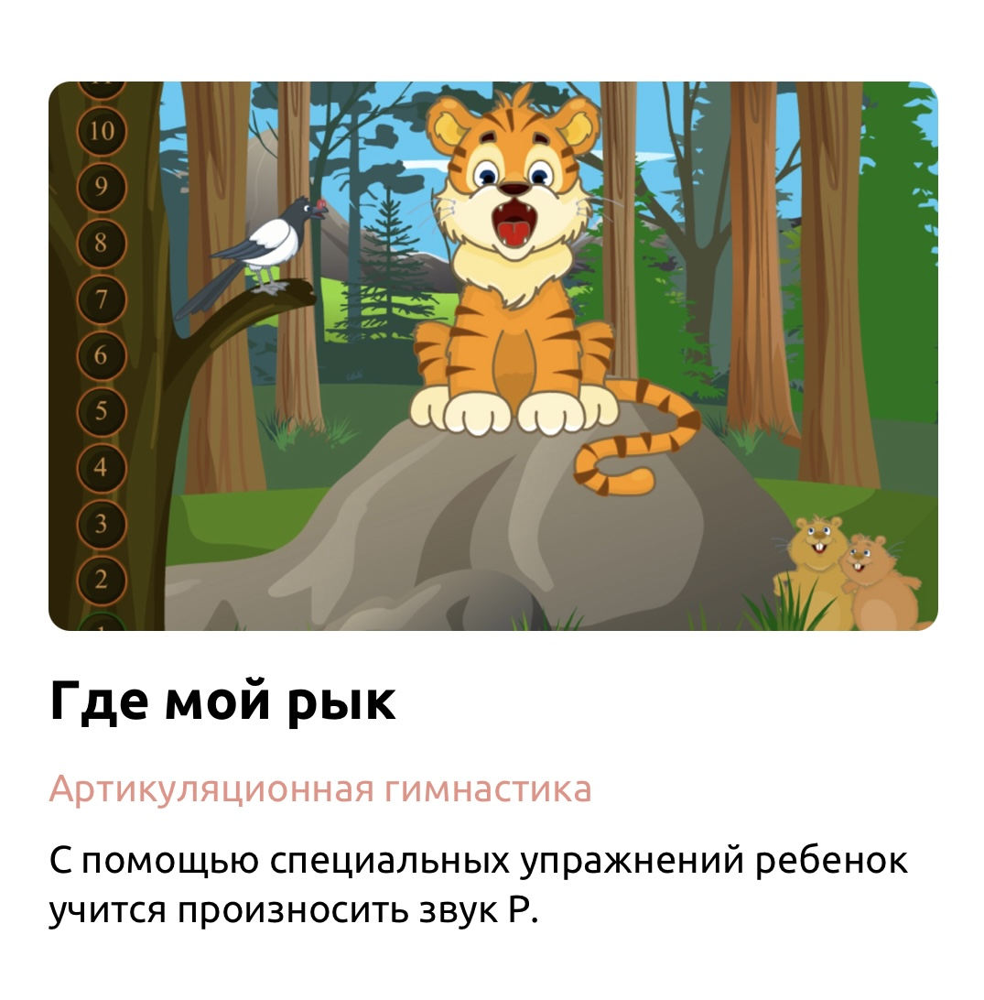 10
9
8
7
6
5
4
3
2
Где мой рык
Артикуляционная гимнастика
С помощью специальных упражнений ребенок
учится произносить звук Р.